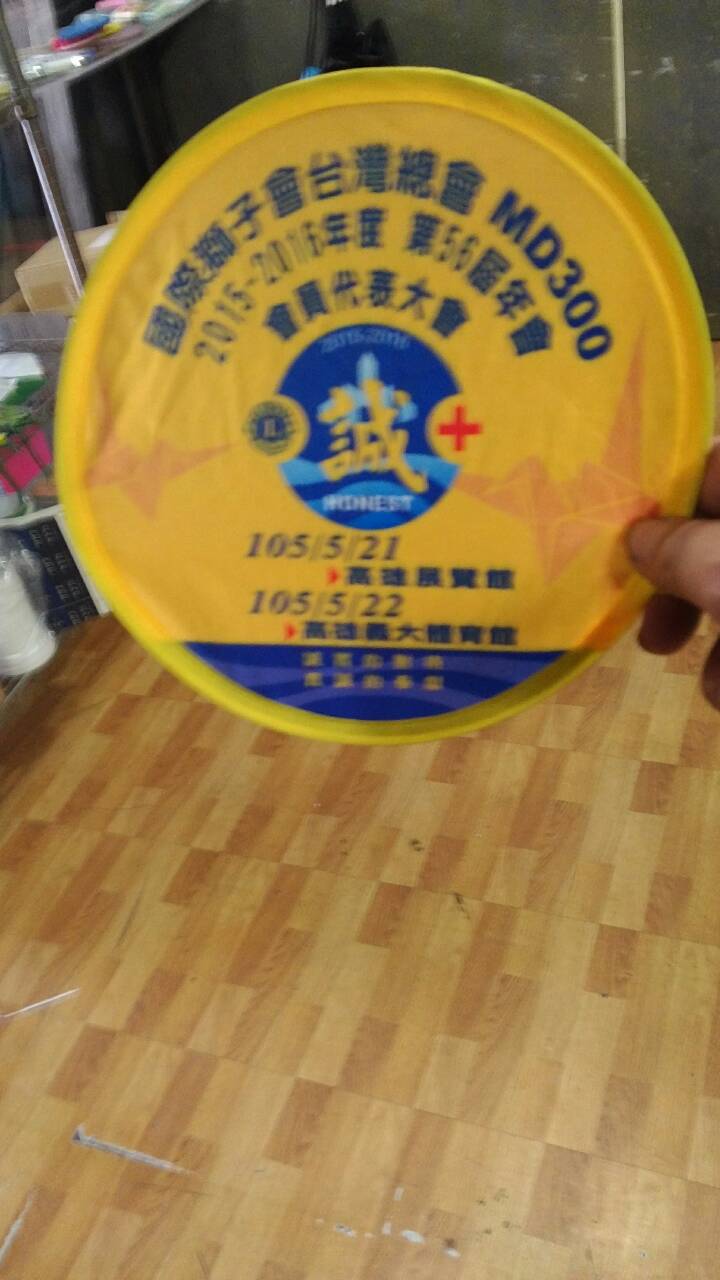 國際獅子會台灣總會 MD300
2015-2016年度 第56屆年會
會員代表大會
2015-2016
誠
L
HONEST
105/5/21
高雄展覽館
105/5/22
高雄義大體育館